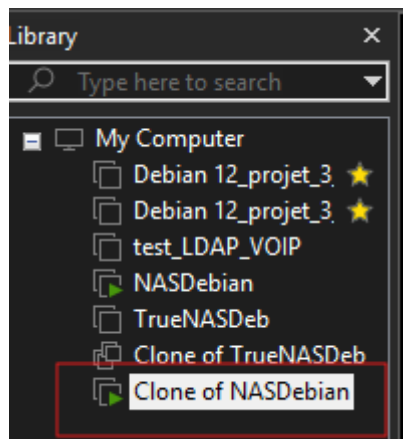 Library
Type here to search
My Computer
Debian 12_projet_3
Debian 12_projet_3
test_LDAP_VOIP
NASDebian
TrueNASDeb
Clone of TrueNASDeb
Clone of NASDebian